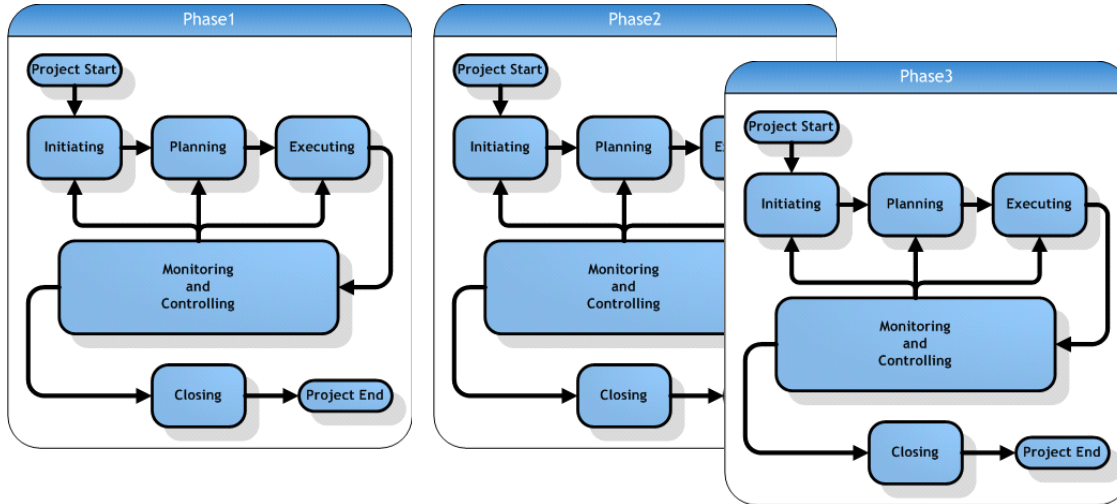 Phase1
Project Start
Initiating
Planning
Executing
Monitoring
and
Controlling
Closing
Project End
Phase2
Project Start
Initiating
Planning
Monitoring
and
Controlling
Closing
Phase3
Project Start
Initiating
Planning
Executing
Monitoring
and
Controlling
Closing
Project End